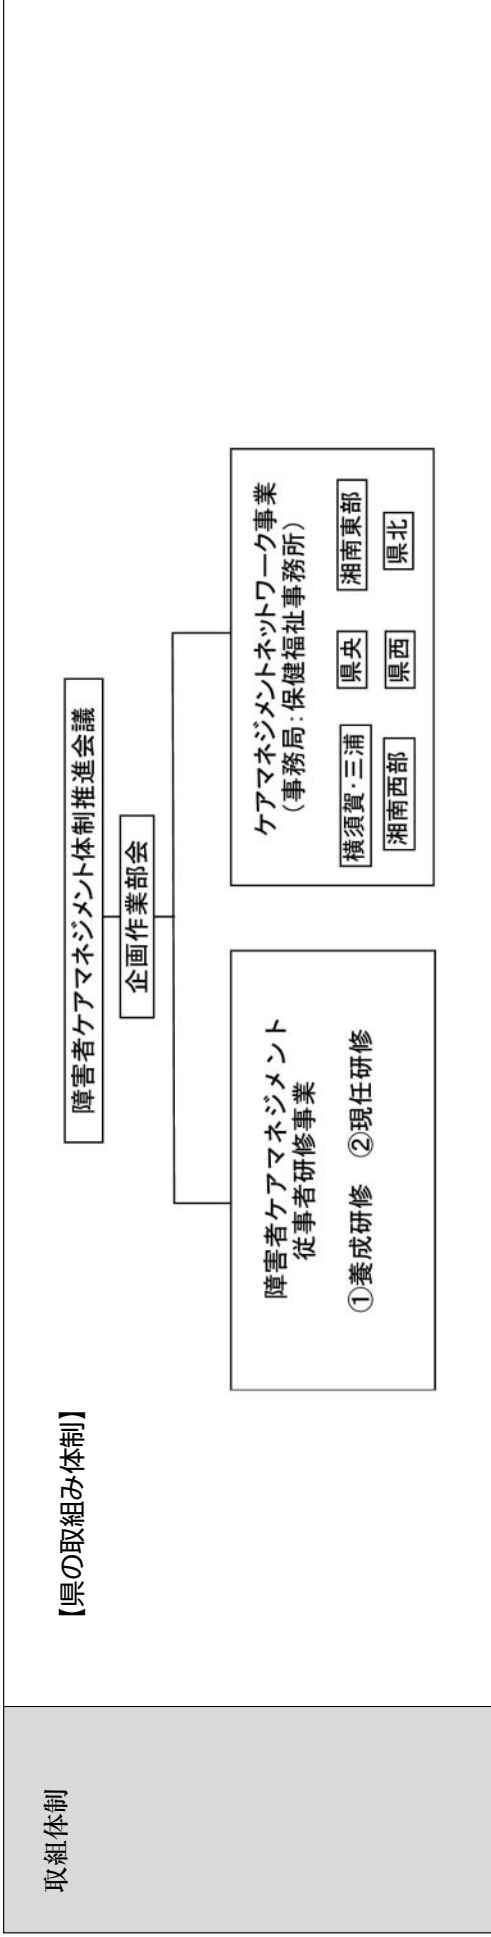 取組体制
【県の取組み体制】
障害者ケアマネジメント体制推進会議
企画作業部会
障害者ケアマネジメント
従事者研修事業
①養成研修 ②現任研修
ケアマネジメントネットワーク事業
（事務局：保健福祉事務所）
横須賀・三浦 県央 湘南東部
湘南西部 県西 県北